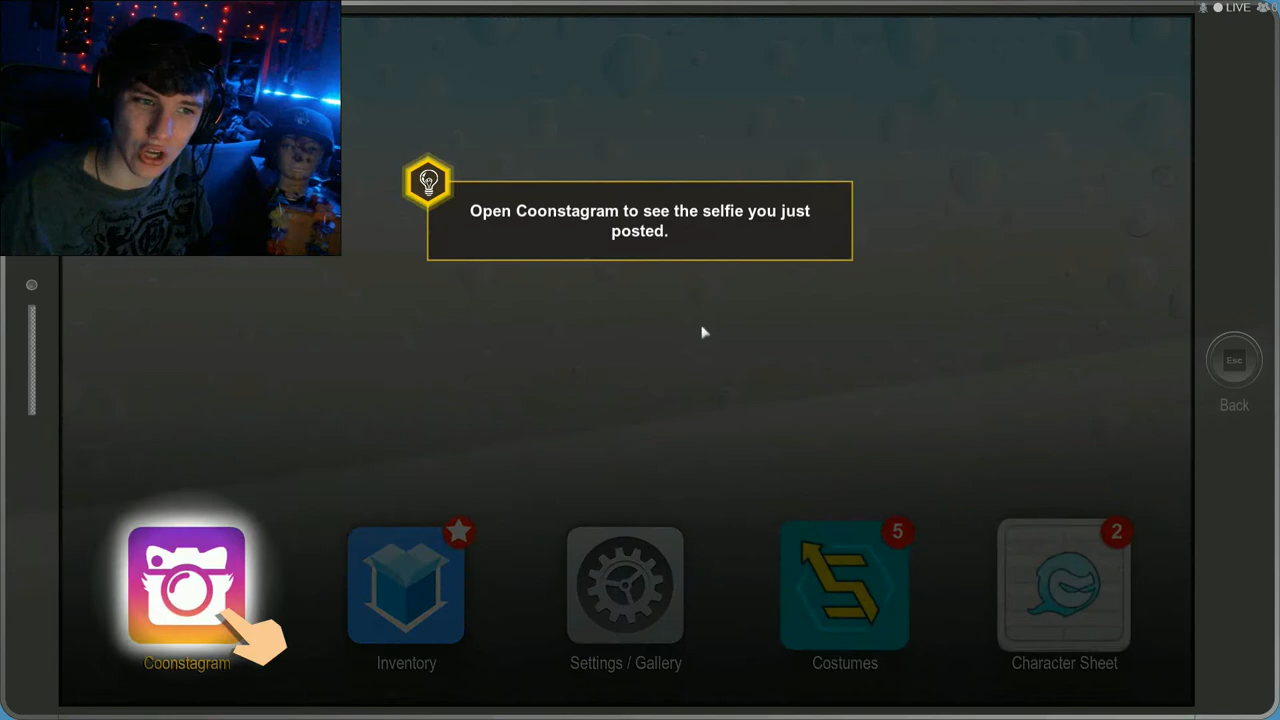 LIVE
Open Coonstagram to see the selfie you just
posted.
Esc
Back
5
2
Coonstagram
Inventory
Settings / Gallery
Costumes
Character Sheet